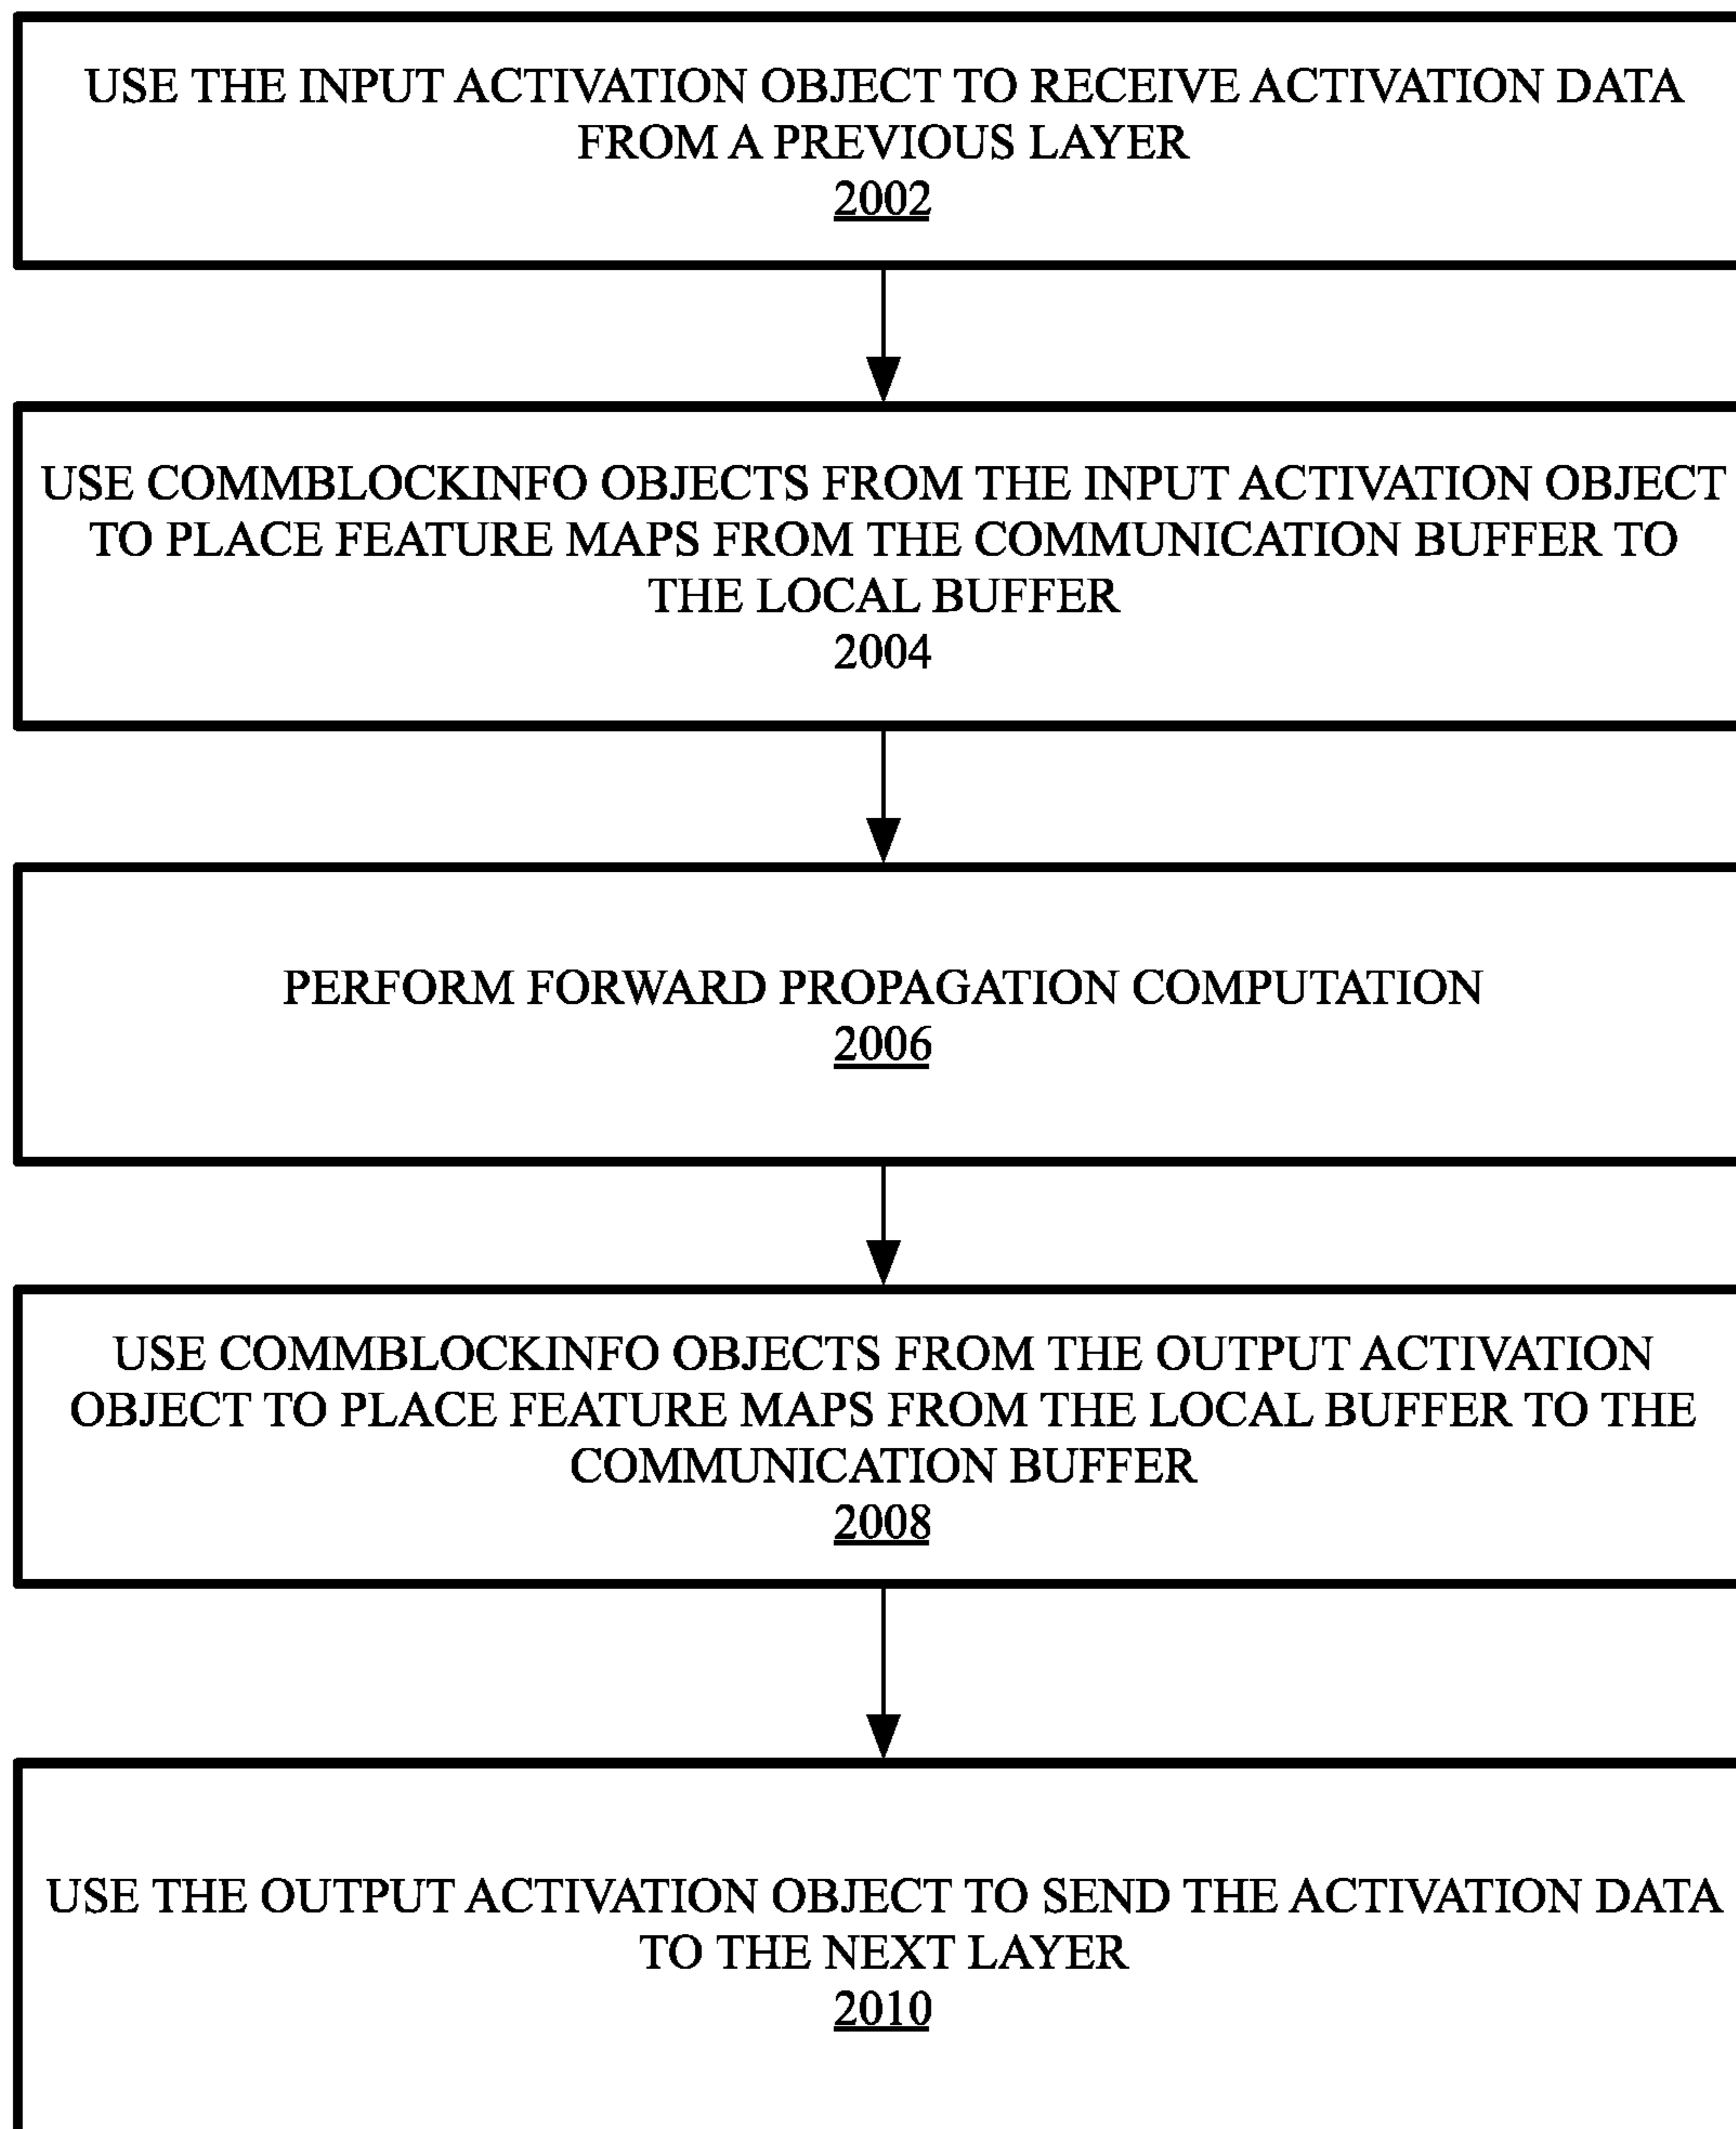 USE THE INPUT ACTIVATION OBJECT TO RECEIVE ACTIVATION DATA
FROM A PREVIOUS LAYER
2002
USE COMMBLOCKINFO OBJECTS FROM THE INPUT ACTIVATION OBJECT
TO PLACE FEATURE MAPS FROM THE COMMUNICATION BUFFER TO
THE LOCAL BUFFER
2004
PERFORM FORWARD PROPAGATION COMPUTATION
2006
USE COMMBLOCKINFO OBJECTS FROM THE OUTPUT ACTIVATION
OBJECT TO PLACE FEATURE MAPS FROM THE LOCAL BUFFER TO THE
COMMUNICATION BUFFER
2008
USE THE OUTPUT ACTIVATION OBJECT TO SEND THE ACTIVATION DATA
TO THE NEXT LAYER
2010